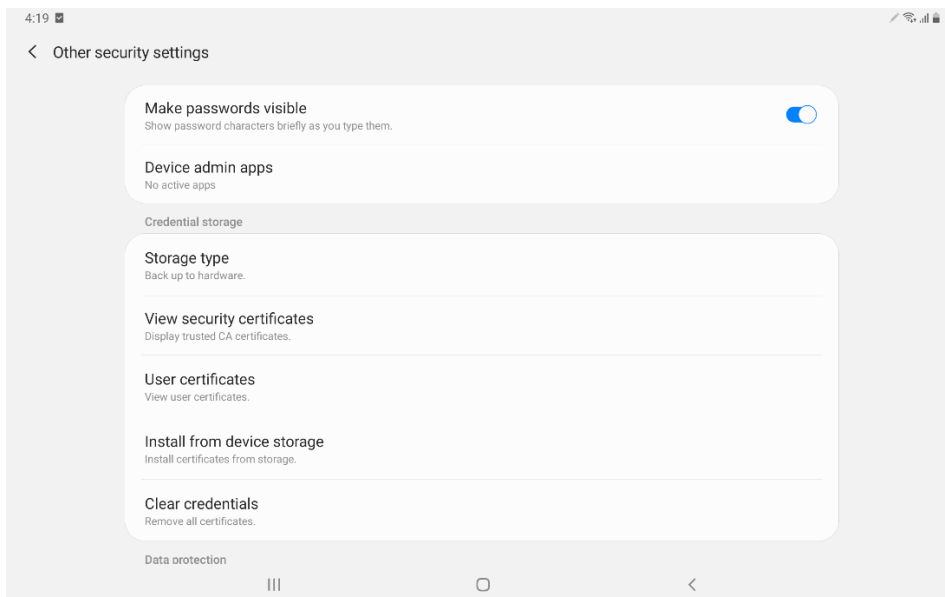 4:19
Other security settings
Make passwords visible
Show password characters briefly as you type them.
Device admin apps
No active apps
Credential storage
Storage type
Back up to hardware.
View security certificates
Display trusted CA certificates.
User certificates
View user certificates.
Install from device storage
Install certificates from storage.
Clear credentials
Remove all certificates.
Data protection